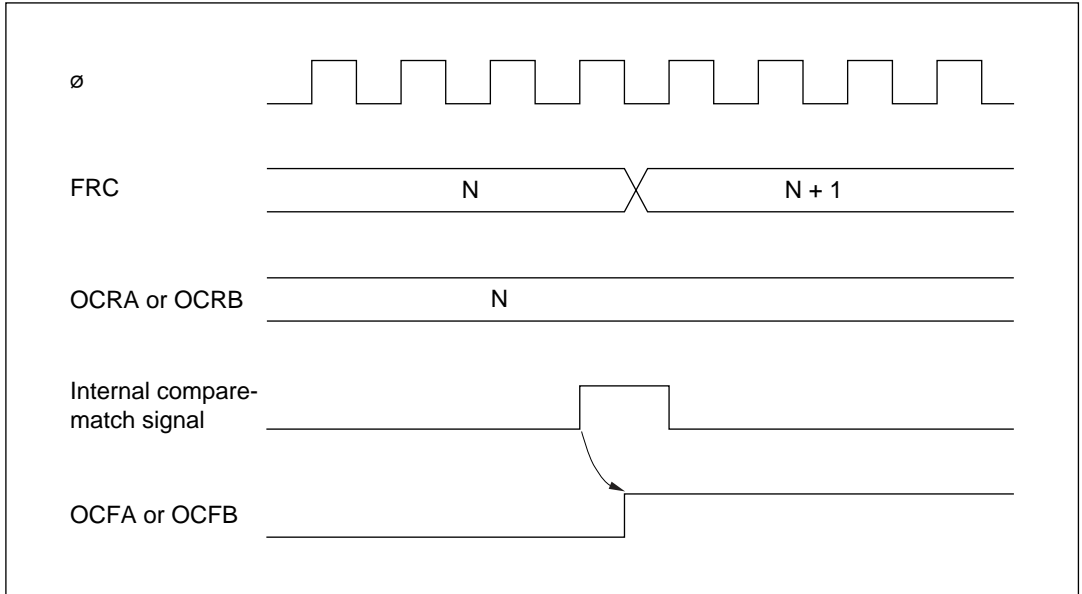 ø
FRC
N
N + 1
OCRA or OCRB
N
Internal compare-
match signal
OCFA or OCFB